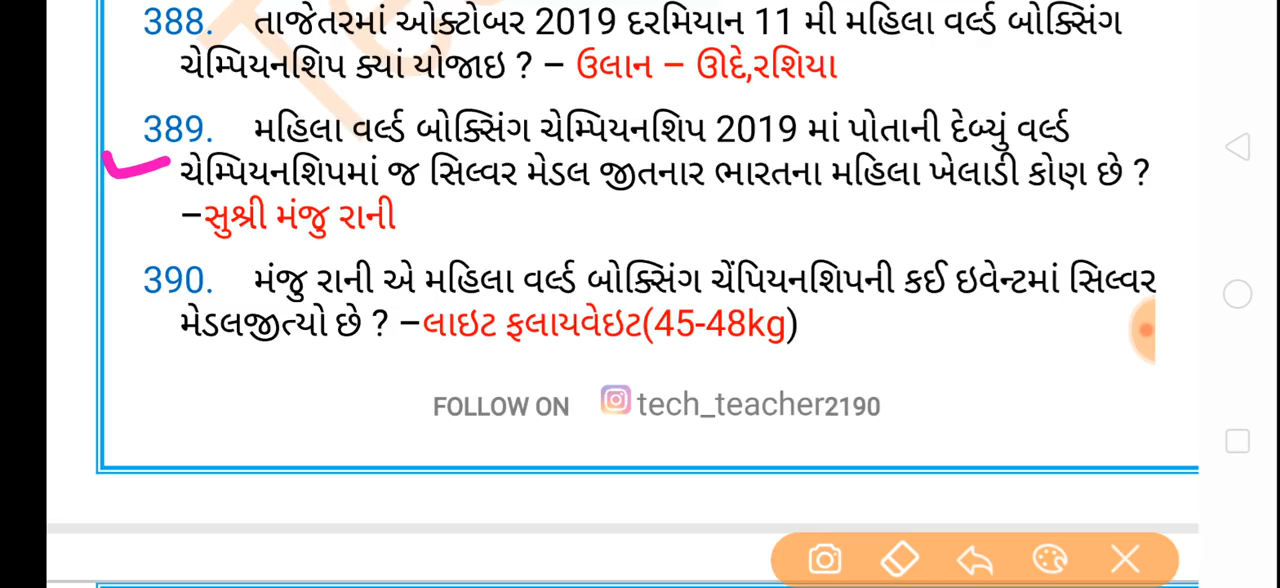 388. તાજેતરમાં ઓક્ટોબર 2019 દરમિયાન 11 મી મહિલા વર્લ્ડ બોક્સિંગ
ચેમ્પિયનશિપ ક્યાં યોજાઇ ? – ઉલાન – ઊદે,રશિયા
389. મહિલા વર્લ્ડ બોક્સિંગ ચેમ્પિયનશિપ 2019 માં પોતાની દેબ્યું વર્લ્ડ
ચેમ્પિયનશિપમાં જ સિલ્વર મેડલ જીતનાર ભારતના મહિલા ખેલાડી કોણ છે ?
–સુશ્રી મંજુ રાની
390. મંજુ રાની એ મહિલા વર્લ્ડ બોક્સિંગ ચેંપિયનશિપની કઈ ઇવેન્ટમાં સિલ્વર
મેડલજીત્યો છે ? –લાઇટ ફલાયવેઇટ(45-48kg)
FOLLOW ON tech_teacher2190